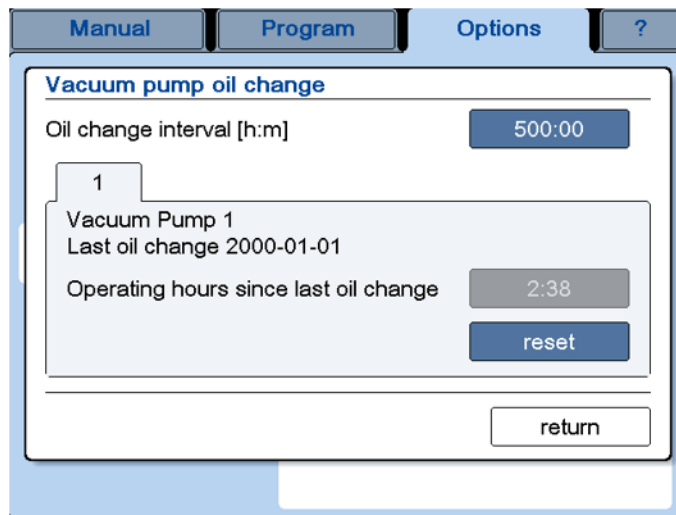 Manual Program Options ?
Vacuum pump oil change
Oil change interval [h:m] 500:00
1
Vacuum Pump 1
Last oil change 2000-01-01
Operating hours since last oil change 2:38
reset
return